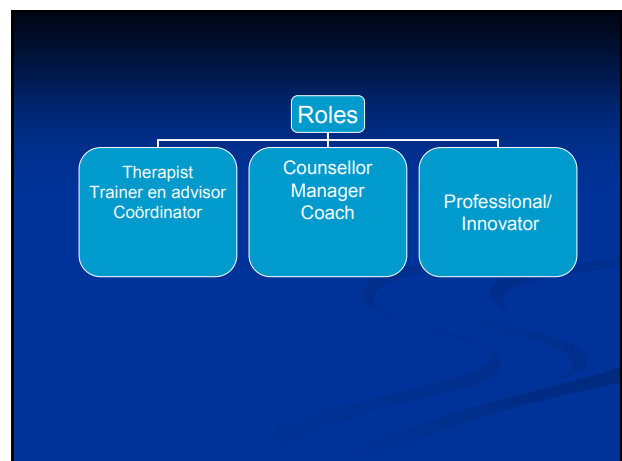 Roles
Therapist
Trainer en advisor
Coördinator
Counsellor
Manager
Coach
Professional/
Innovator